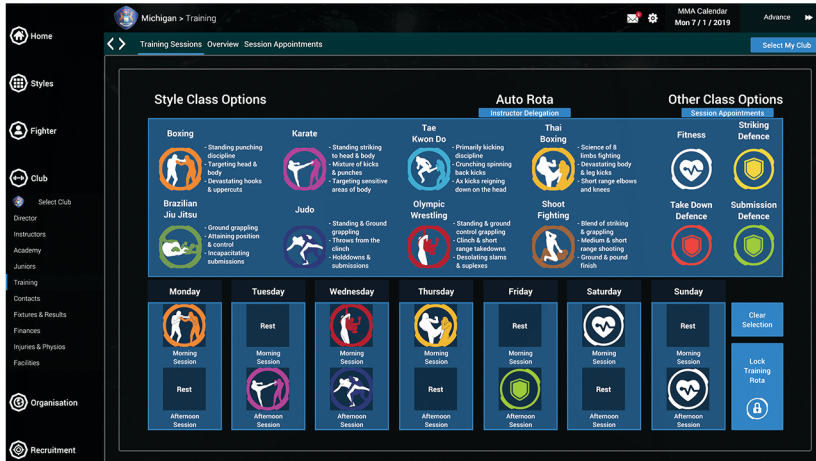 Michigan > Training
MMA Calendar
Mon 7 / 1 / 2019
Advance
Home
Training Sessions Overview Session Appointments
Select My Club
Styles
Fighter
Club
Select Club
Director
Instructors
Academy
Juniors
Training
Contacts
Fixtures & Results
Finances
Injuries & Physios
Facilities
Organisation
Recruitment
Style Class Options
Auto Rota
Instructor Delegation
Other Class Options
Session Appointments
Boxing
- Standing punching
discipline
- Targeting head &
body
- Devastating hooks
& uppercuts
Karate
- Standing striking
to head & body
- Mixture of kicks
& punches
- Targeting sensitive
areas of body
Tae
Kwon Do
- Primarily kicking
discipline
- Crunching spinning
back kicks
- Ax kicks reigning
down on the head
Thai
Boxing
- Science of 8
limbs fighting
- Devastating body
& leg kicks
- Short range elbows
and knees
Fitness
Striking
Defence
Brazilian
Jiu Jitsu
- Ground grappling
- Attaining position
& control
- Incapacitating
submissions
Judo
- Standing & Ground
grappling
- Throws from the
clinch
- Holddowns &
submissions
Olympic
Wrestling
- Standing & ground
control grappling
- Clinch & short
range takedowns
- Desolating slams
& suplexes
Shoot
Fighting
- Blend of striking
& grappling
- Medium & short
range shooting
- Ground & pound
finish
Take Down
Defence
Submission
Defence
Monday
Morning
Session
Rest
Afternoon
Session
Tuesday
Rest
Morning
Session
Afternoon
Session
Wednesday
Morning
Session
Afternoon
Session
Thursday
Morning
Session
Rest
Afternoon
Session
Friday
Rest
Morning
Session
Afternoon
Session
Saturday
Morning
Session
Rest
Afternoon
Session
Sunday
Rest
Morning
Session
Afternoon
Session
Clear
Selection
Lock
Training
Rota